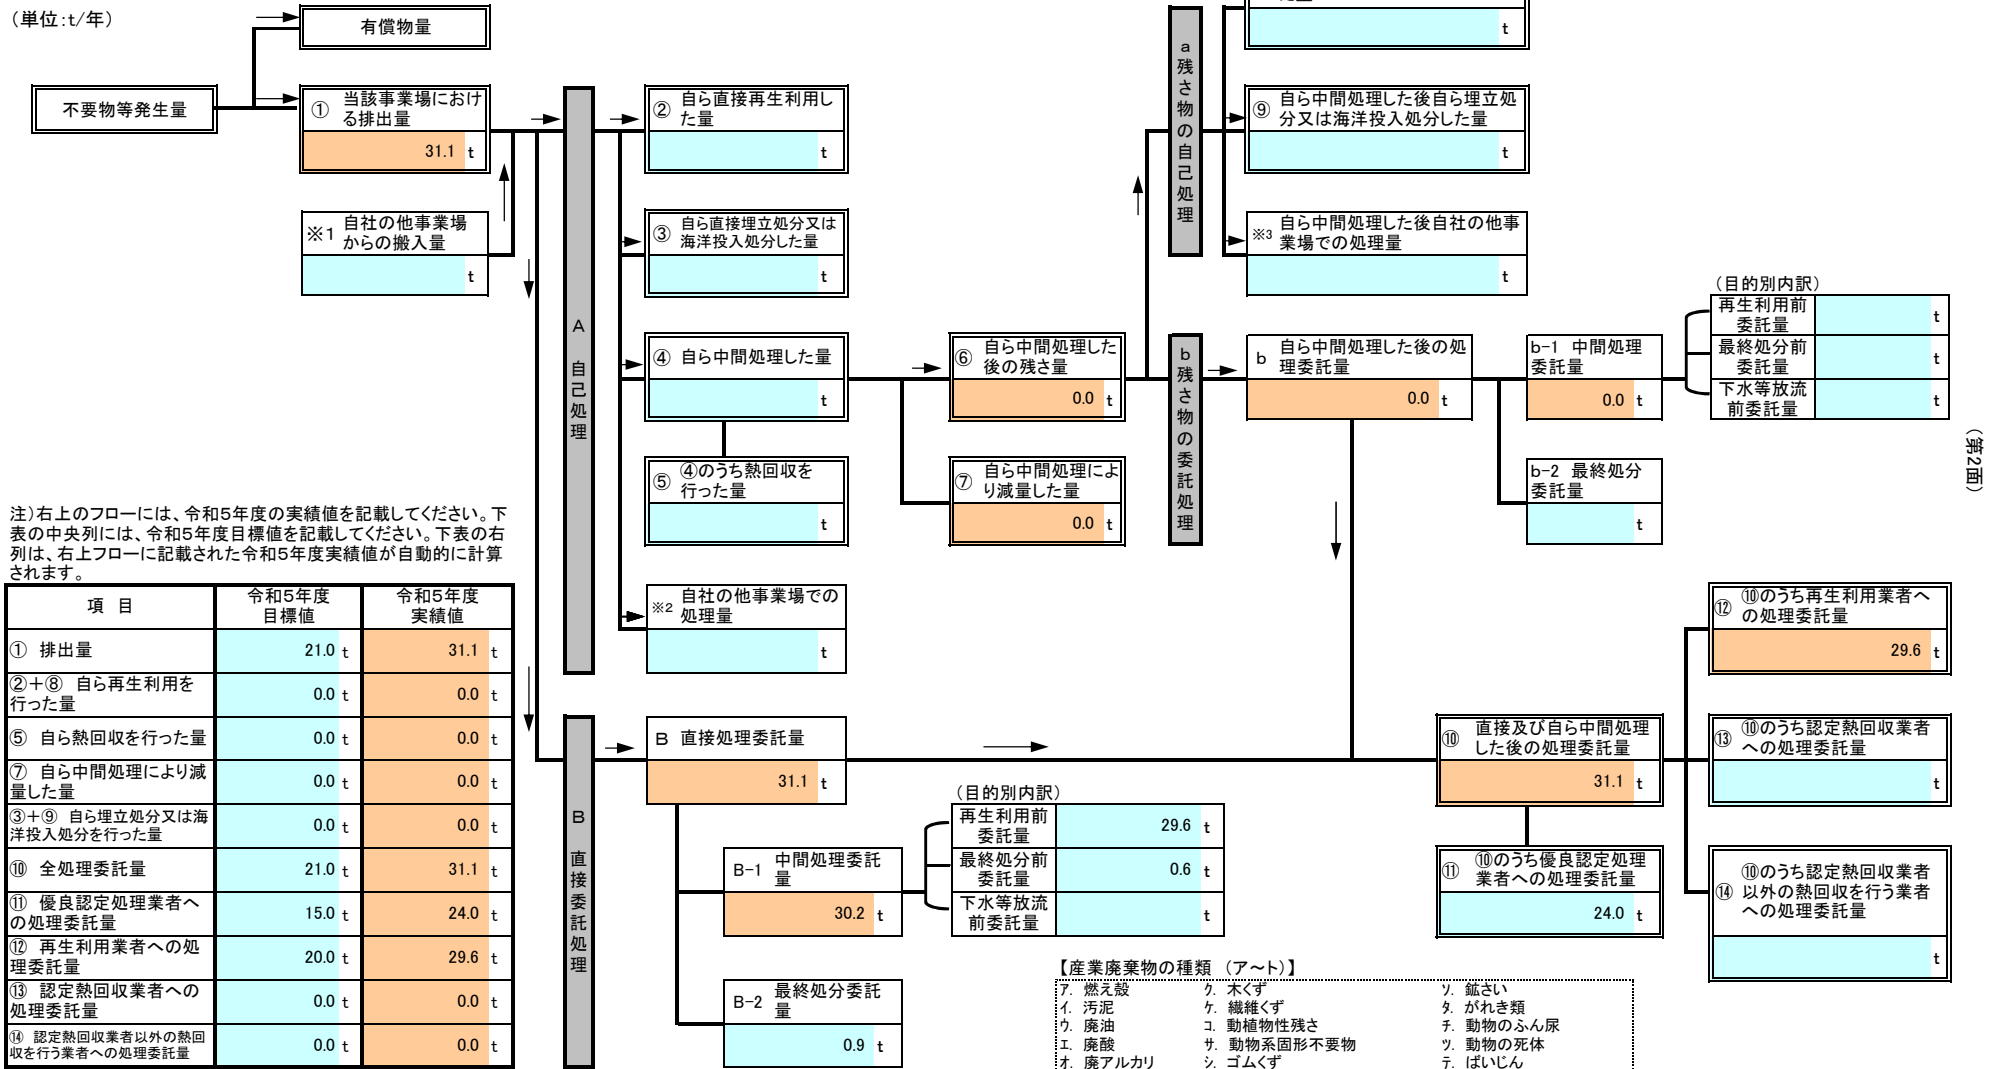 (単位:t/年)
有償物量
不要物等発生量
① 当該事業場におけ
る排出量
31.1 t
※1 自社の他事業場
からの搬入量
t
A 自己処理
② 自ら直接再生利用し
た量
t
③ 自ら直接埋立処分又は
海洋投入処分した量
t
④ 自ら中間処理した量
t
⑤ ④のうち熱回収を
行った量
t
※2 自社の他事業場での
処理量
t
⑥ 自ら中間処理した
後の残さ量
0.0 t
⑦ 自ら中間処理によ
り減量した量
0.0 t
a 残さ物の自己処理
t
⑨ 自ら中間処理した後自ら埋立処
分又は海洋投入処分した量
t
※3 自ら中間処理した後自社の他事
業場での処理量
t
b 残さ物の委託処理
b 自ら中間処理した後の処
理委託量
0.0 t
b-1 中間処理
委託量
0.0 t
b-2 最終処分
委託量
t
(目的別内訳)
再生利用前
委託量
t
最終処分前
委託量
t
下水等放流
前委託量
t
(第2面)
注)右上のフローには、令和5年度の実績値を記載してください。下
表の中央列には、令和5年度目標値を記載してください。下表の右
列は、右上フローに記載された令和5年度実績値が自動的に計算
されます。
項 目 令和5年度 令和5年度
目標値 実績値
① 排出量 21.0 t 31.1 t
②+⑧ 自ら再生利用を
行った量 0.0 t 0.0 t
⑤ 自ら熱回収を行った量 0.0 t 0.0 t
⑦ 自ら中間処理により減
量した量 0.0 t 0.0 t
③+⑨ 自ら埋立処分又は海
洋投入処分を行った量 0.0 t 0.0 t
⑩ 全処理委託量 21.0 t 31.1 t
⑪ 優良認定処理業者へ
の処理委託量 15.0 t 24.0 t
⑫ 再生利用業者への処
理委託量 20.0 t 29.6 t
⑬ 認定熱回収業者への
処理委託量 0.0 t 0.0 t
⑭ 認定熱回収業者以外の熱回
収を行う業者への処理委託量 0.0 t 0.0 t
B 直接委託処理
B 直接処理委託量
31.1 t
B-1 中間処理委託
量
30.2 t
B-2 最終処分委託
量
0.9 t
(目的別内訳)
再生利用前
委託量
29.6 t
最終処分前
委託量
0.6 t
下水等放流
前委託量
t
⑩ 直接及び自ら中間処理
した後の処理委託量
31.1 t
⑪ ⑩のうち優良認定処理
業者への処理委託量
24.0 t
⑫ ⑩のうち再生利用業者へ
の処理委託量
29.6 t
⑬ ⑩のうち認定熱回収業者
への処理委託量
t
⑭ ⑩のうち認定熱回収業者
以外の熱回収を行う業者
への処理委託量
t
【産業廃棄物の種類 (ア~ト)】
ア. 燃え殻 ク. 木くず ソ. 鉱さい
イ. 汚泥 ケ. 繊維くず タ. がれき類
ウ. 廃油 コ. 動植物性残さ チ. 動物のふん尿
エ. 廃酸 サ. 動物系固形不要物 ツ. 動物の死体
オ. 廃アルカリ シ. ゴムくず テ. ばいじん